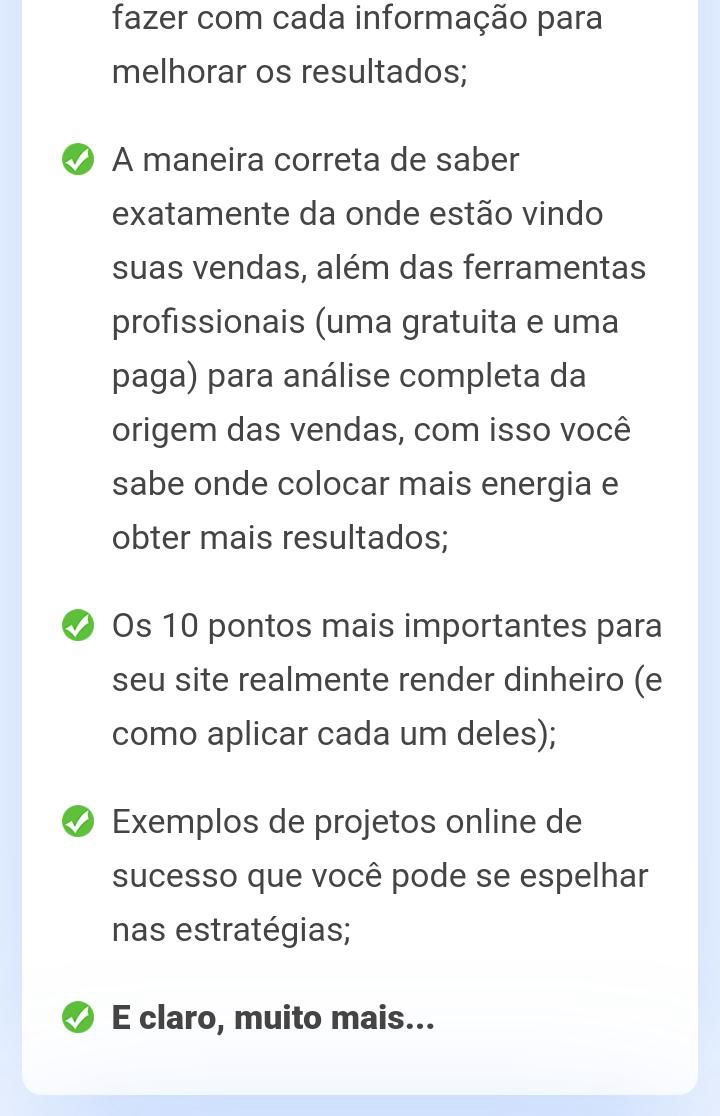 fazer com cada informação para
melhorar os resultados;
A maneira correta de saber
exatamente da onde estão vindo
suas vendas, além das ferramentas
profissionais (uma gratuita e uma
paga) para análise completa da
origem das vendas, com isso você
sabe onde colocar mais energia e
obter mais resultados;
Os 10 pontos mais importantes para
seu site realmente render dinheiro (e
como aplicar cada um deles);
Exemplos de projetos online de
sucesso que você pode se espelhar
nas estratégias;
E claro, muito mais...